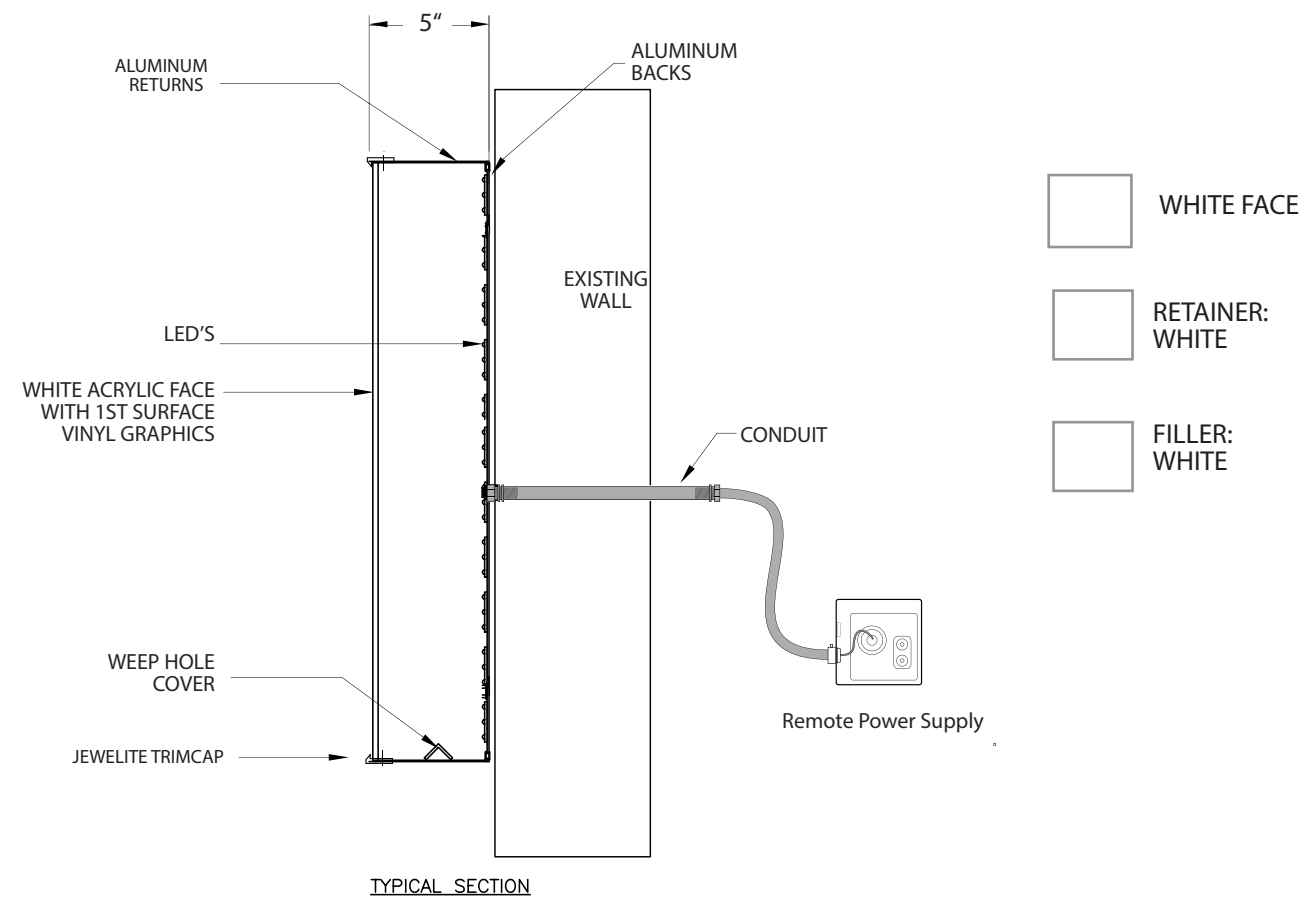 5“
ALUMINUM
RETURNS
ALUMINUM
BACKS
WHITE FACE
EXISTING
WALL
RETAINER:
WHITE
LED'S
WHITE ACRYLIC FACE
WITH 1ST SURFACE
VINYL GRAPHICS
CONDUIT
FILLER:
WHITE
WEEP HOLE
COVER
Remote Power Supply
JEWELITE TRIMCAP
TYPICAL SECTION